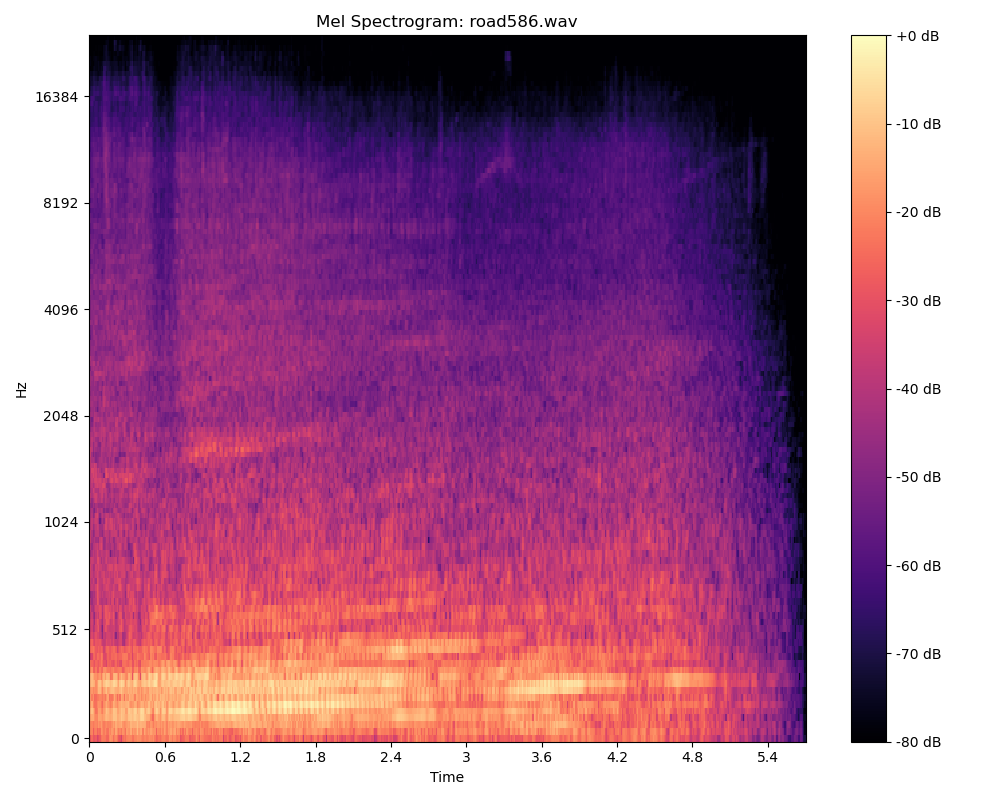 Mel Spectrogram: road586.wav
+0 dB
16384
-10 dB
8192
-20 dB
-30 dB
4096
Hz
-40 dB
2048
-50 dB
1024
-60 dB
512
-70 dB
0
-80 dB
0 0.6 1.2 1.8 2.4 3 3.6 4.2 4.8 5.4
Time